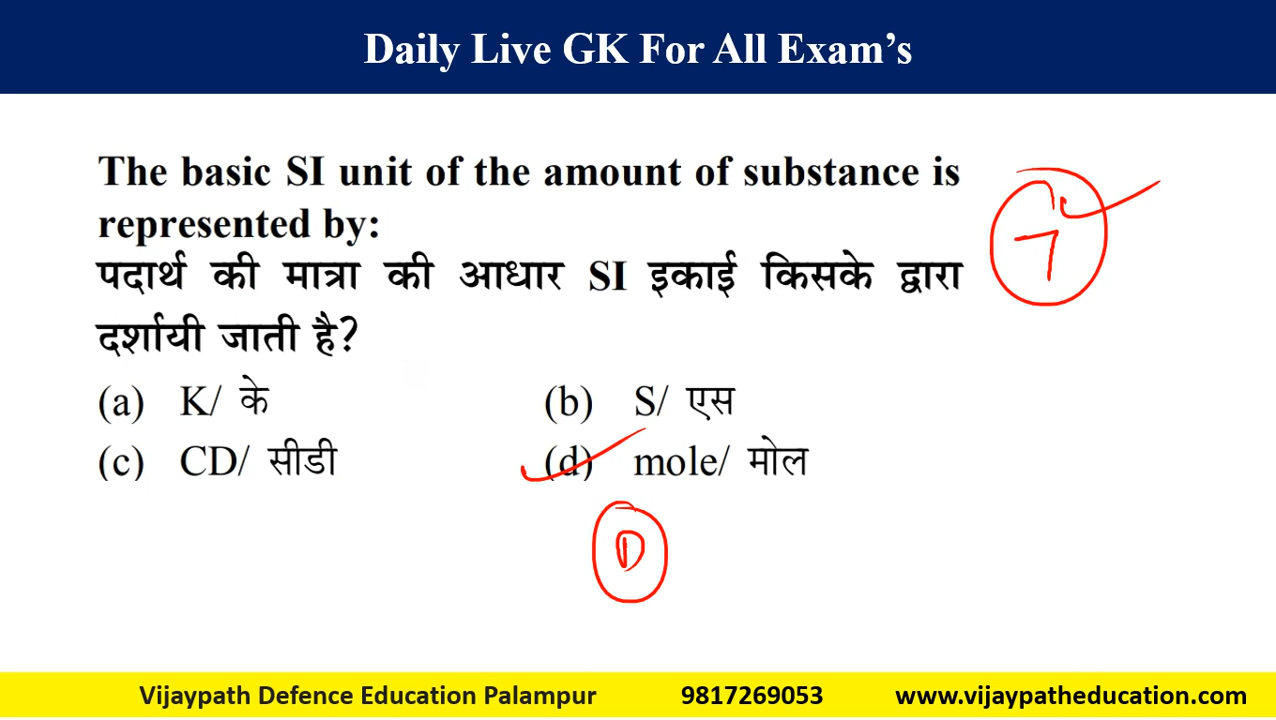 Daily Live GK For All Exam’s
The basic SI unit of the amount of substance is
represented by:
पदार्थ की मात्रा की आधार SI इकाई किसके द्वारा
दर्शायी जाती है?
(a) K/ के (b) S/ एस
(c) CD/ सीडी (d) mole/ मोल
7
D
Vijaypath Defence Education Palampur 9817269053 www.vijaypatheducation.com